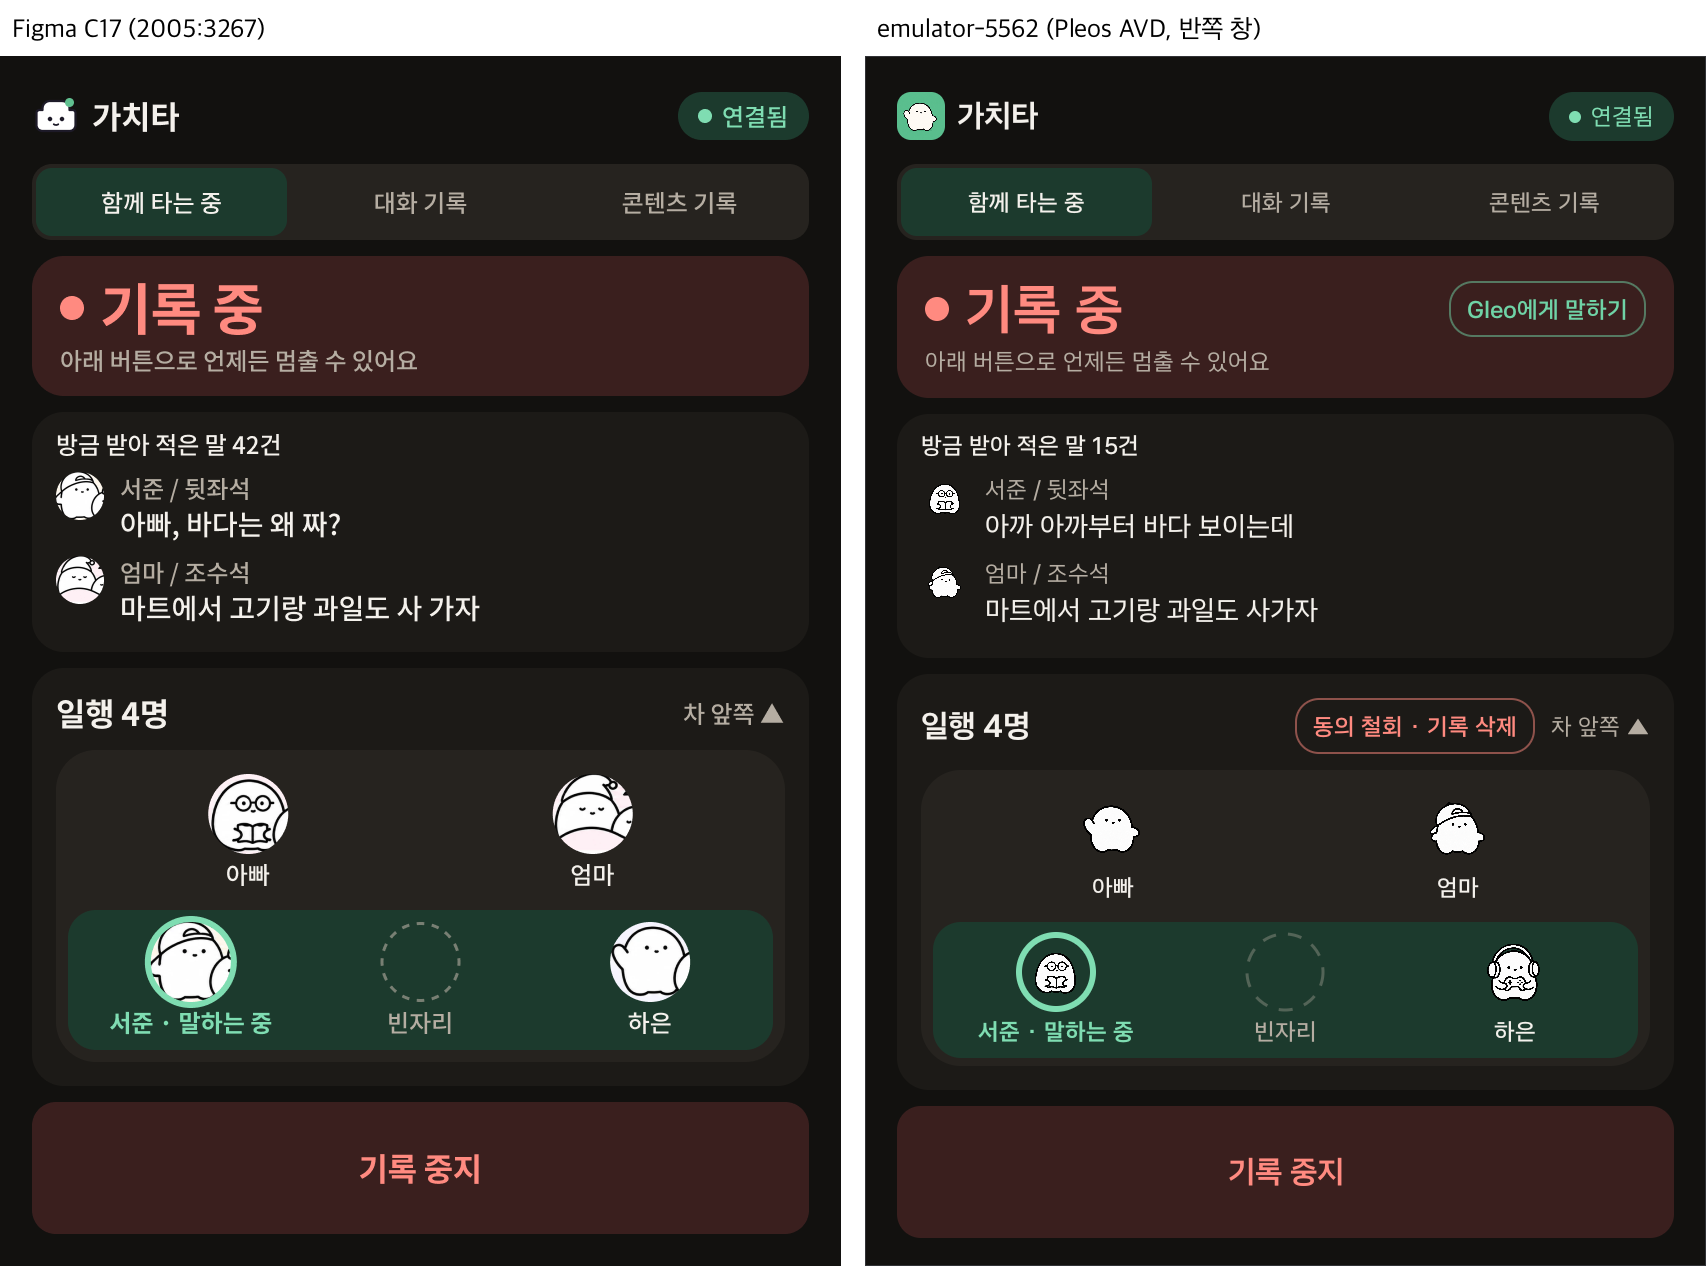 Figma C17 (2005:3267)
가치타
연결됨
함께 타는 중
대화 기록
콘텐츠 기록
기록 중
아래 버튼으로 언제든 멈출 수 있어요
방금 받아 적은 말 42건
서준 / 뒷좌석
아빠, 바다는 왜 짜?
엄마 / 조수석
마트에서 고기랑 과일도 사 가자
일행 4명
차 앞쪽 ▲
아빠
엄마
서준 · 말하는 중
빈자리
하은
기록 중지
emulator-5562 (Pleos AVD, 반쪽 창)
가치타
연결됨
함께 타는 중
대화 기록
콘텐츠 기록
기록 중
Gleo에게 말하기
아래 버튼으로 언제든 멈출 수 있어요
방금 받아 적은 말 15건
서준 / 뒷좌석
아까 아까부터 바다 보이는데
엄마 / 조수석
마트에서 고기랑 과일도 사가자
일행 4명
동의 철회 · 기록 삭제
차 앞쪽 ▲
아빠
엄마
서준 · 말하는 중
빈자리
하은
기록 중지